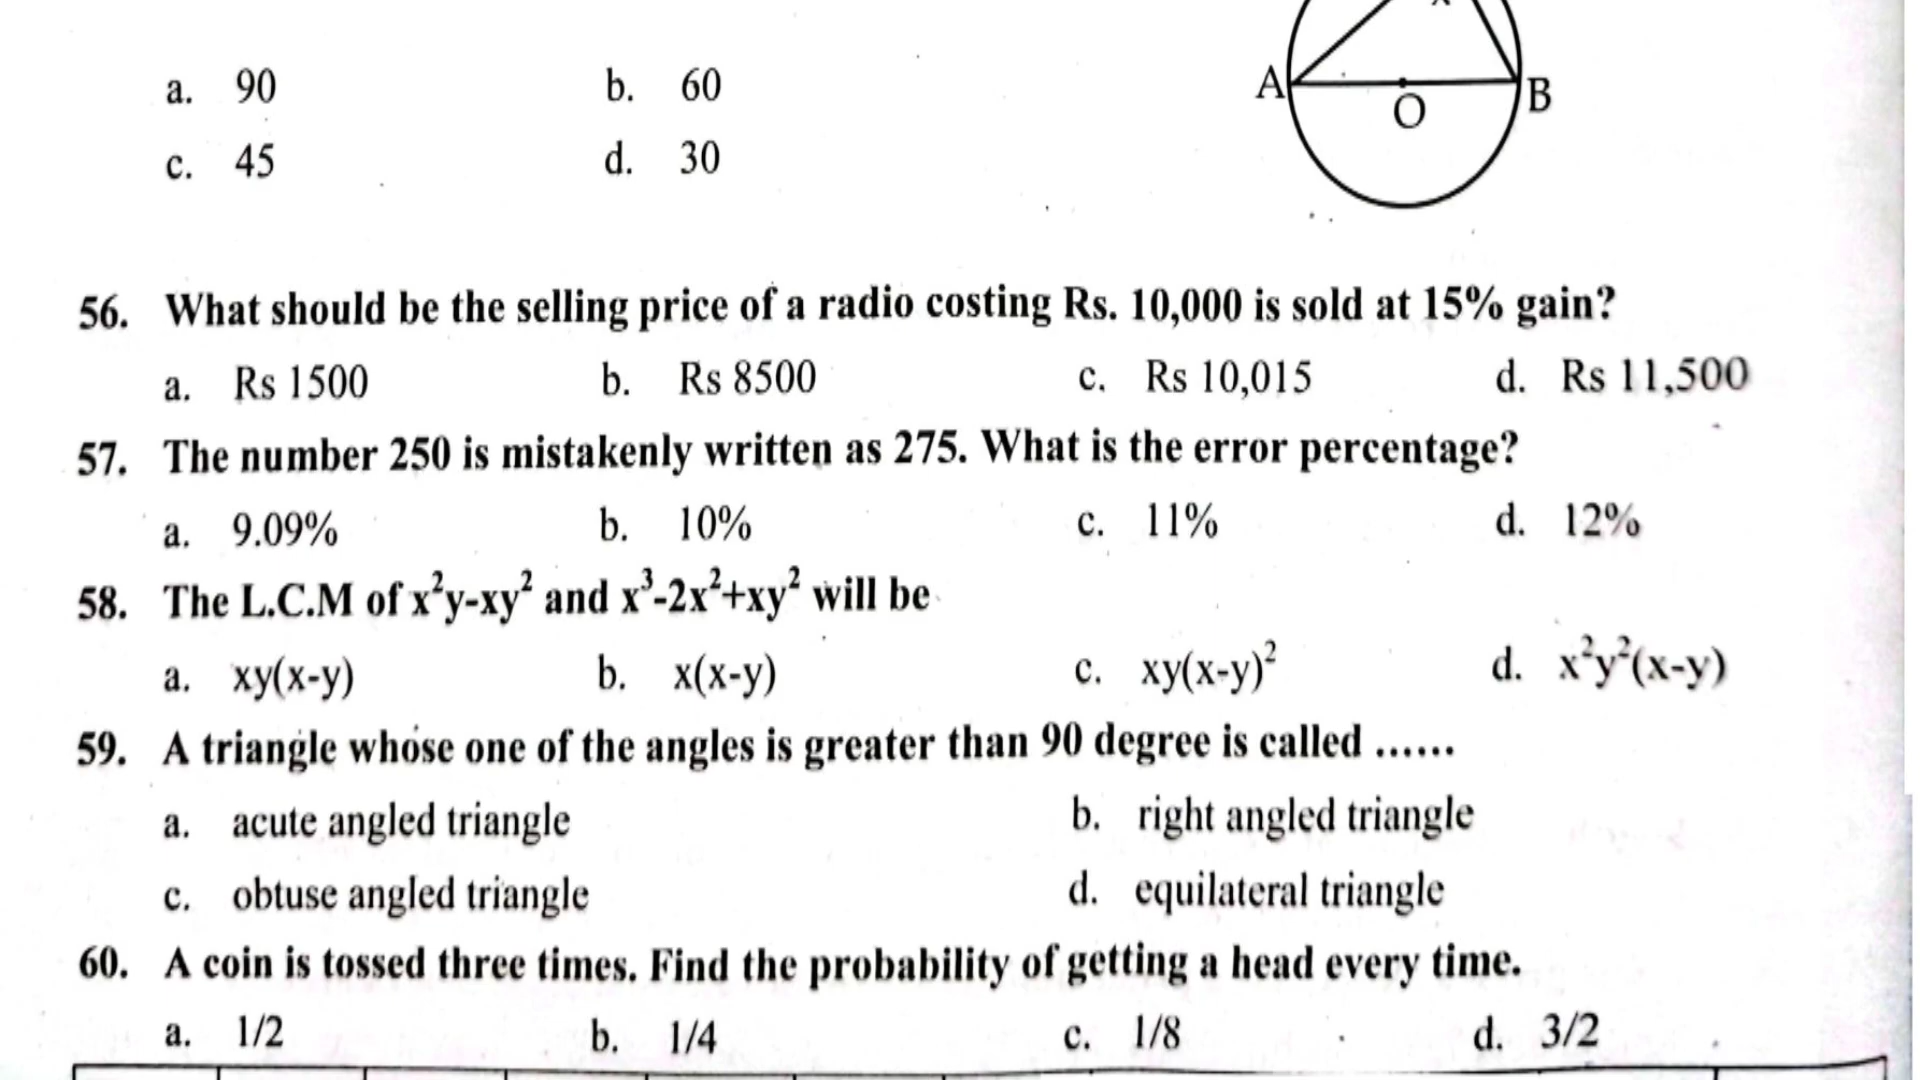 A
O
B
a. 90 b. 60
c. 45 d. 30
56. What should be the selling price of a radio costing Rs. 10,000 is sold at 15% gain?
a. Rs 1500 b. Rs 8500 c. Rs 10,015 d. Rs 11,500
57. The number 250 is mistakenly written as 275. What is the error percentage?
a. 9.09% b. 10% c. 11% d. 12%
58. The L.C.M of x²y-xy² and x³-2x²+xy² will be
a. xy(x-y) b. x(x-y) c. xy(x-y)² d. x²y²(x-y)
59. A triangle whose one of the angles is greater than 90 degree is called ......
a. acute angled triangle b. right angled triangle
c. obtuse angled triangle d. equilateral triangle
60. A coin is tossed three times. Find the probability of getting a head every time.
a. 1/2 b. 1/4 c. 1/8 d. 3/2